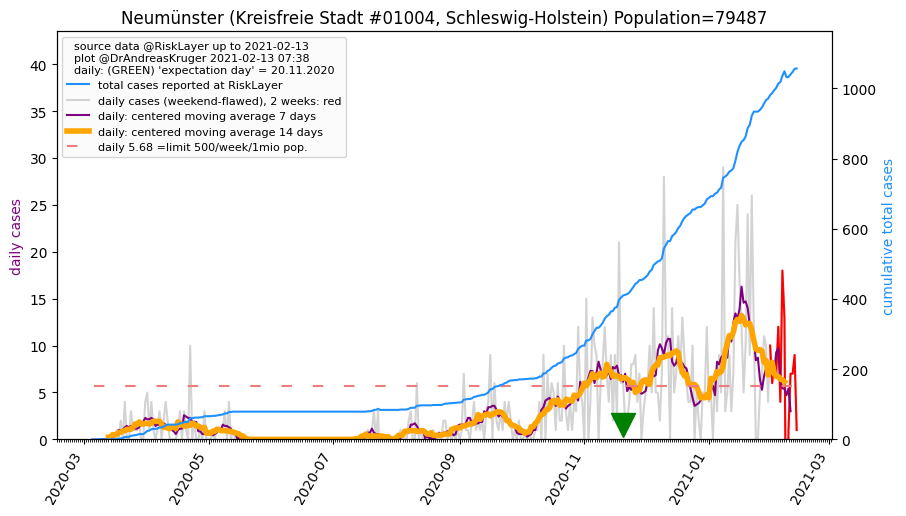 Neumünster (Kreisfreie Stadt #01004, Schleswig-Holstein) Population=79487
source data @RiskLayer up to 2021-02-13
plot @DrAndreasKruger 2021-02-13 07:38
daily: (GREEN) 'expectation day' = 20.11.2020
total cases reported at RiskLayer
daily cases (weekend-flawed), 2 weeks: red
daily: centered moving average 7 days
daily: centered moving average 14 days
daily 5.68 =limit 500/week/1mio pop.
daily cases
40
35
30
25
20
15
10
5
0
cumulative total cases
1000
800
600
400
200
0
2020-03
2020-05
2020-07
2020-09
2020-11
2021-01
2021-03